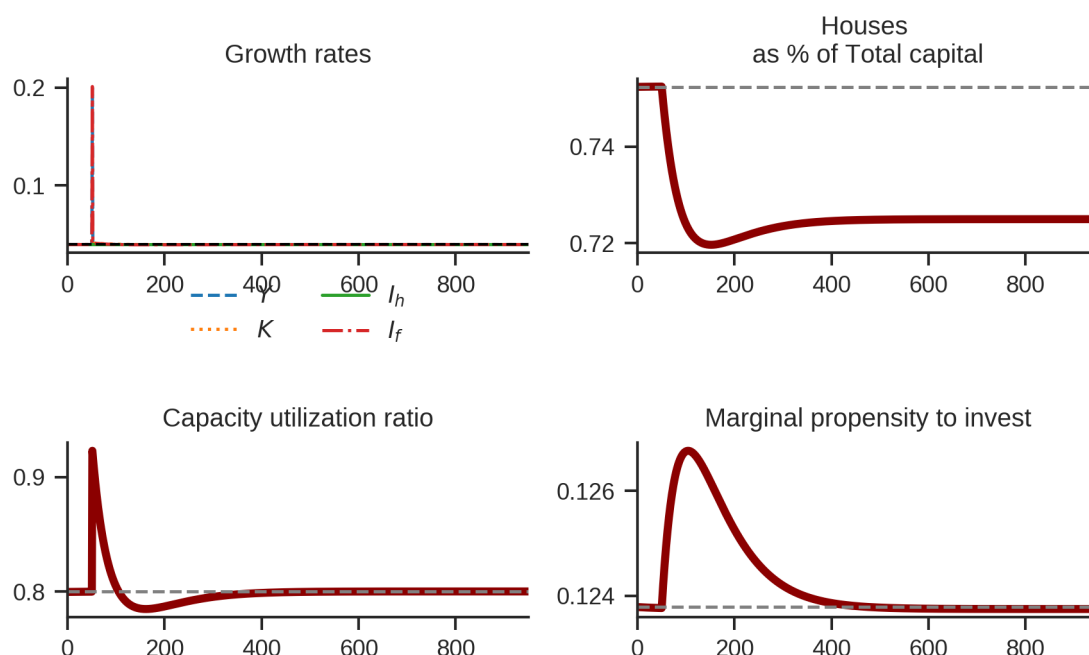 Growth rates
0.2
0.1
0 200 400 600 800
Y I_h
K I_f
Houses
as % of Total capital
0.74
0.72
0 200 400 600 800
Capacity utilization ratio
0.9
0.8
0 200 400 600 800
Marginal propensity to invest
0.126
0.124
0 200 400 600 800